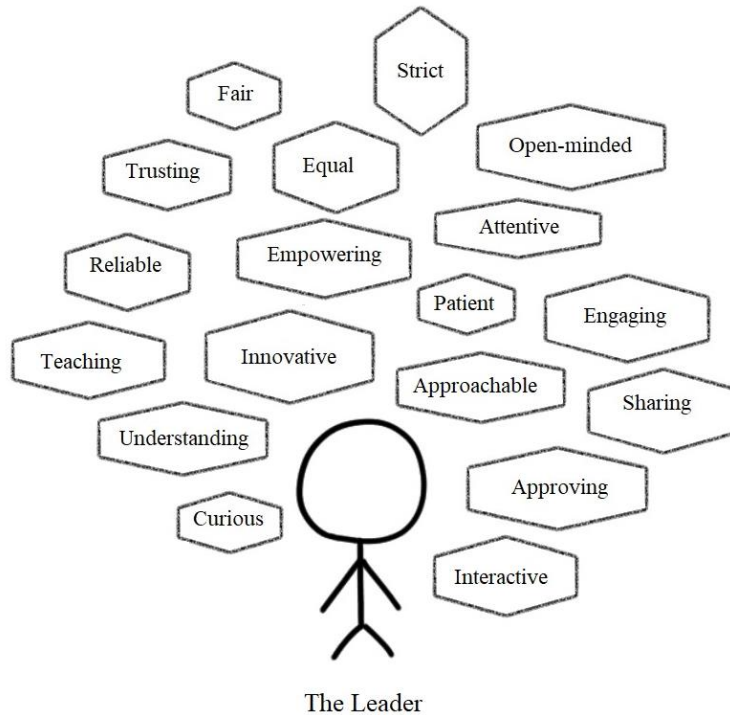 Strict
Fair
Open-minded
Trusting
Equal
Attentive
Empowering
Reliable
Patient
Engaging
Teaching
Innovative
Approachable
Sharing
Understanding
Approving
Curious
Interactive
The Leader